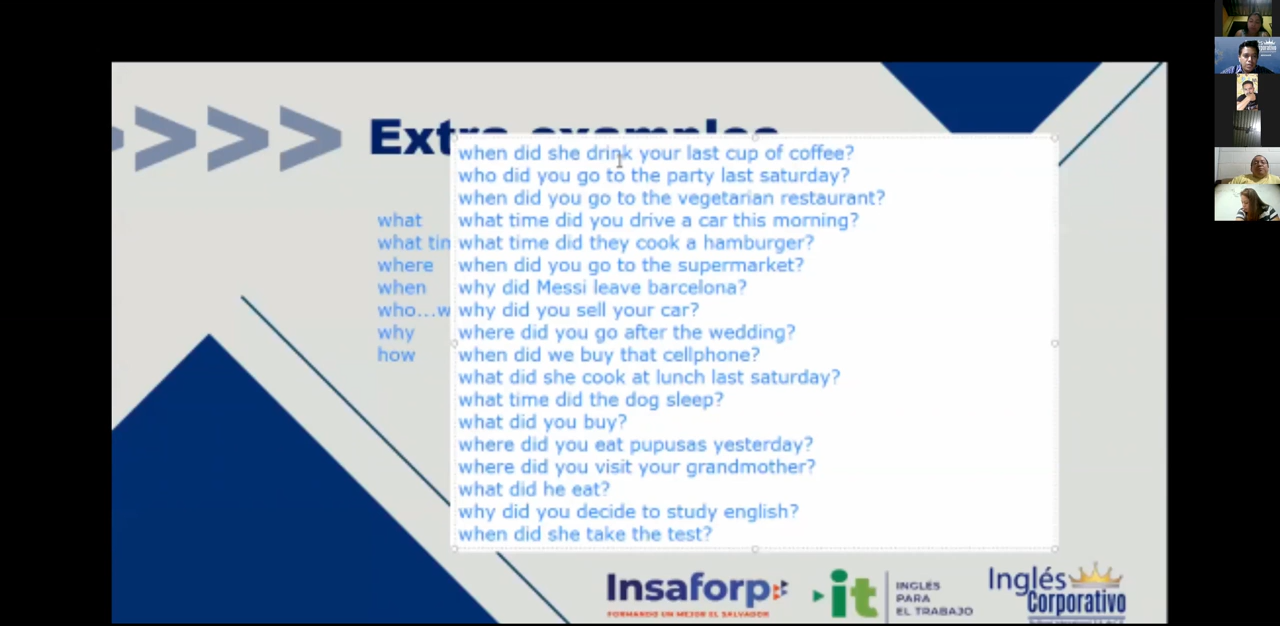 Extra examples
when did she drink your last cup of coffee?
who did you go to the party last saturday?
when did you go to the vegetarian restaurant?
what time did you drive a car this morning?
what time did they cook a hamburger?
when did you go to the supermarket?
why did Messi leave barcelona?
why did you sell your car?
where did you go after the wedding?
when did we buy that cellphone?
what did she cook at lunch last saturday?
what time did the dog sleep?
what did you buy?
where did you eat pupusas yesterday?
where did you visit your grandmother?
what did he eat?
why did you decide to study english?
when did she take the test?
what
what tim
where
when
who...w
why
how
Insaforp
FORMANDO UN MEJOR EL SALVADOR
it
INGLÉS
PARA
EL TRABAJO
Inglés
Corporativo